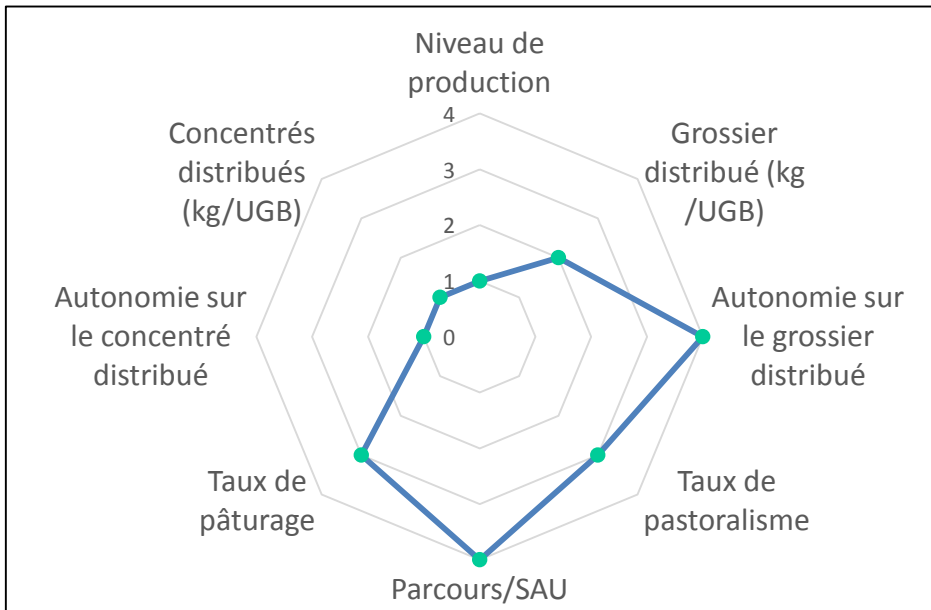 Niveau de
production
Grossier
distribué (kg
/UGB)
Autonomie sur
le grossier
distribué
Taux de
pastoralisme
Parcours/SAU
Taux de
pâturage
Autonomie sur
le concentré
distribué
Concentrés
distribués
(kg/UGB)
4
3
2
1
0